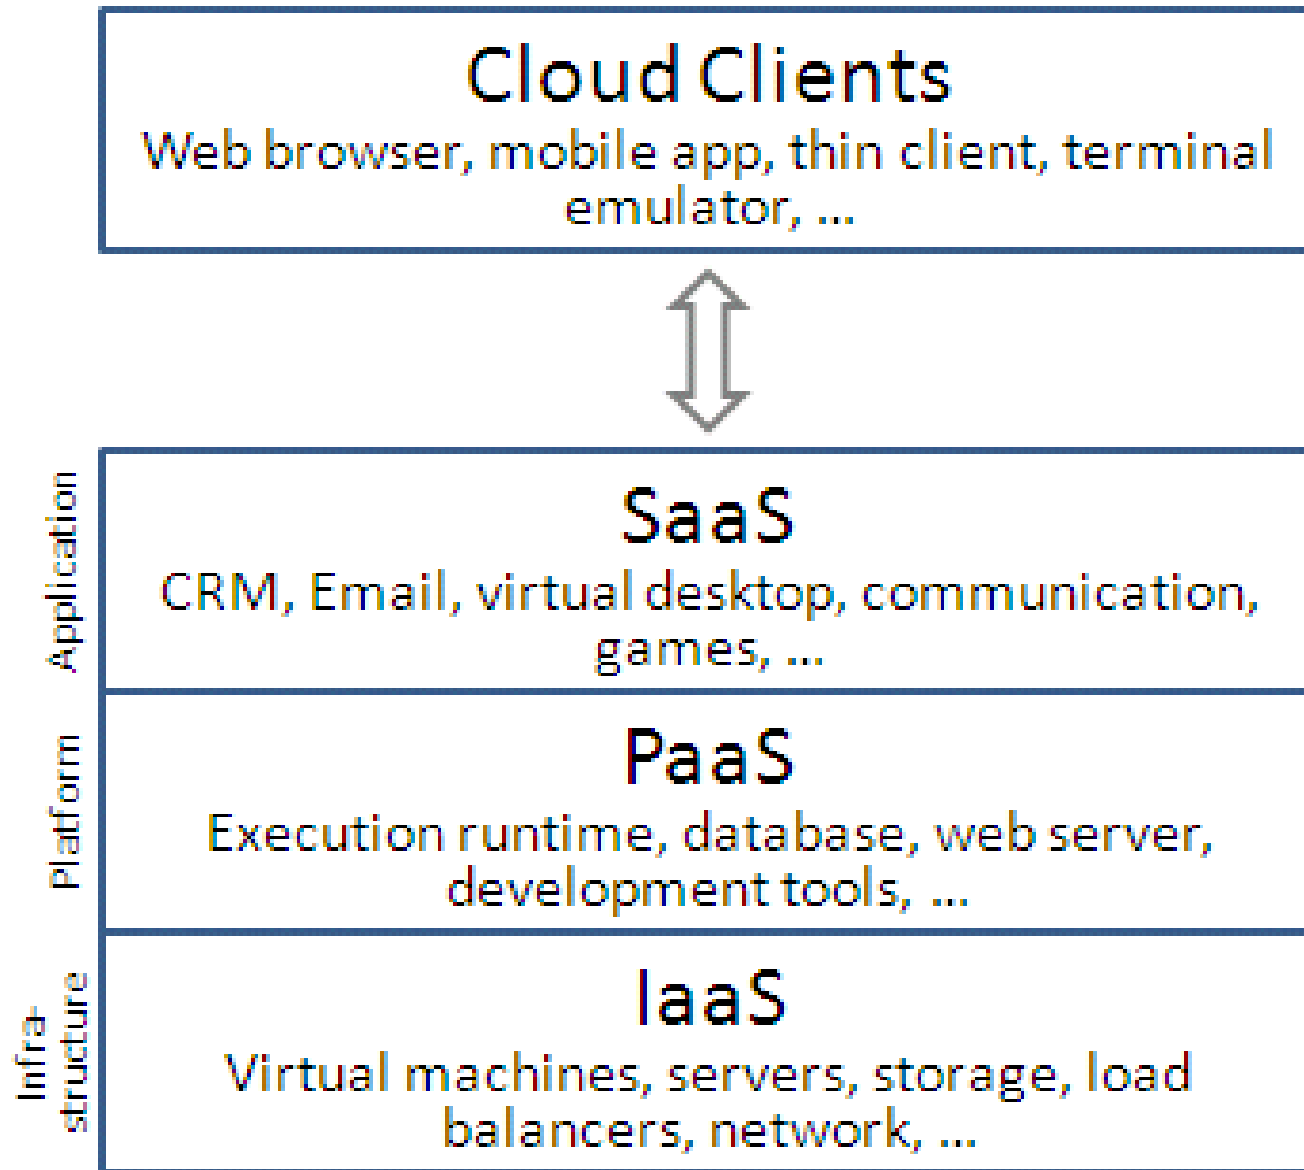 Cloud Clients
Web browser, mobile app, thin client, terminal
emulator, ...
Application
SaaS
CRM, Email, virtual desktop, communication,
games, ...
Platform
PaaS
Execution runtime, database, web server,
development tools, ...
Infra-
structure
IaaS
Virtual machines, servers, storage, load
balancers, network, ...